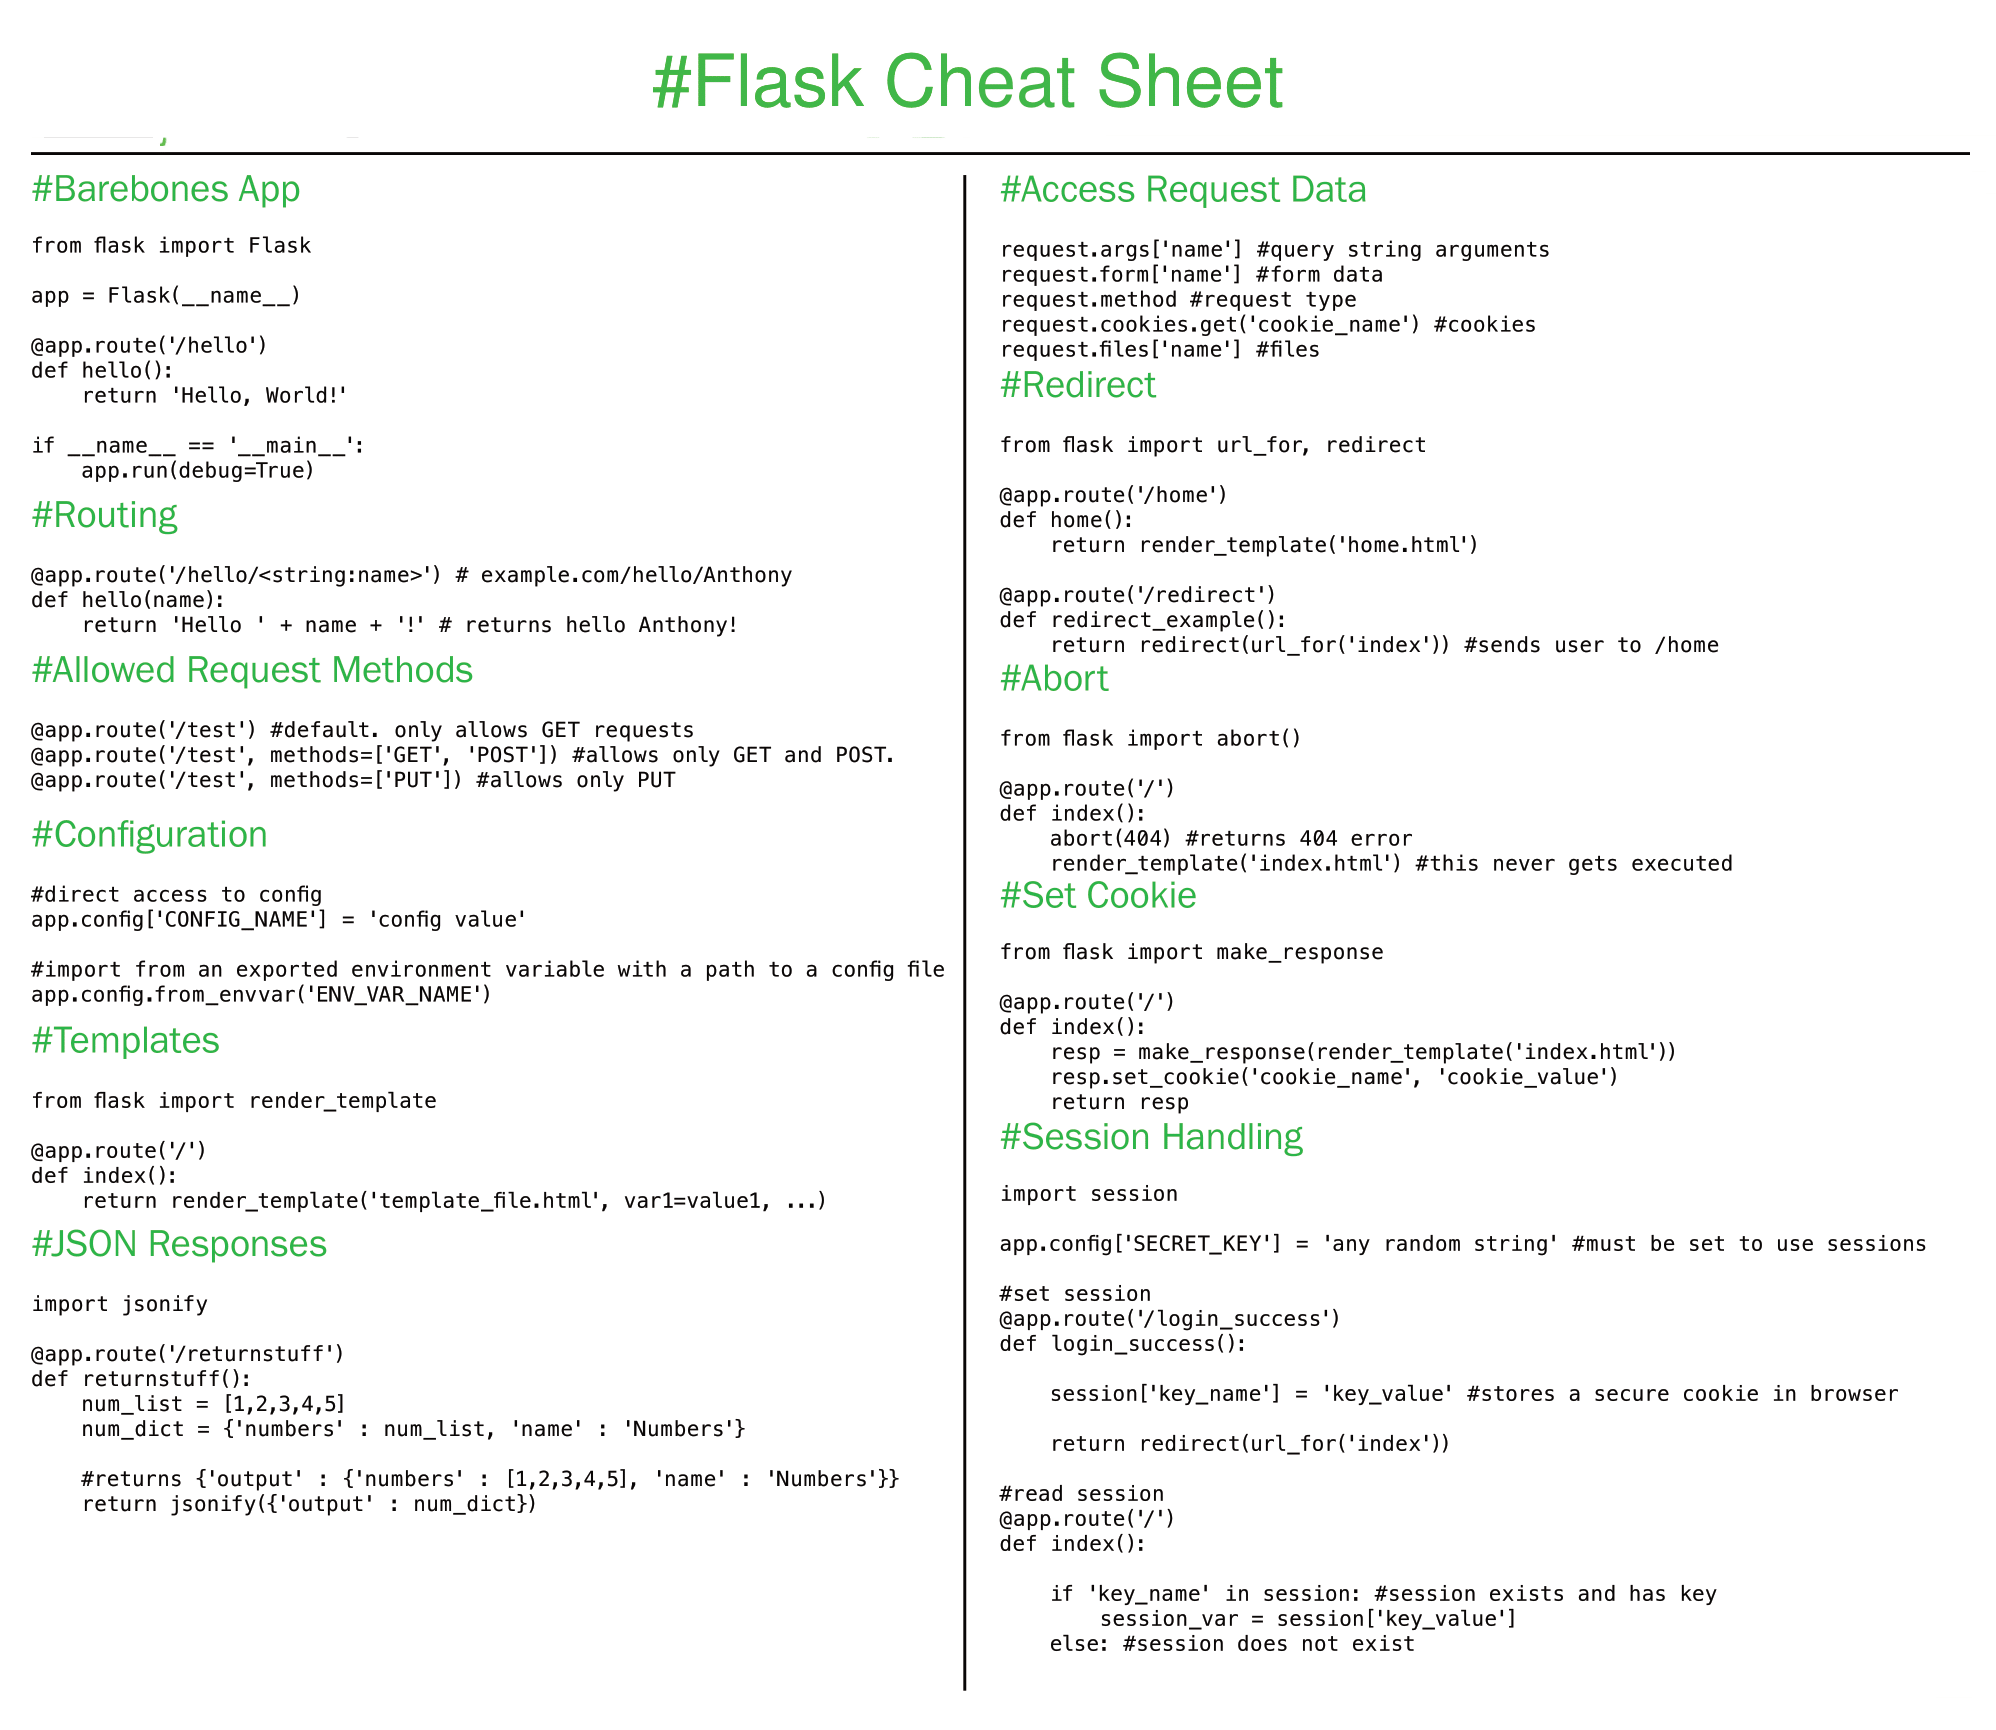 #Flask Cheat Sheet
#Barebones App
from flask import Flask
app = Flask(__name__)
@app.route('/hello')
def hello():
    return 'Hello, World!'
if __name__ == '__main__':
    app.run(debug=True)
#Routing
@app.route('/hello/<string:name>') # example.com/hello/Anthony
def hello(name):
    return 'Hello ' + name + '!' # returns hello Anthony!
#Allowed Request Methods
@app.route('/test') #default. only allows GET requests
@app.route('/test', methods=['GET', 'POST']) #allows only GET and POST.
@app.route('/test', methods=['PUT']) #allows only PUT
#Configuration
#direct access to config
app.config['CONFIG_NAME'] = 'config value'
#import from an exported environment variable with a path to a config file
app.config.from_envvar('ENV_VAR_NAME')
#Templates
from flask import render_template
@app.route('/')
def index():
    return render_template('template_file.html', var1=value1, ...)
#JSON Responses
import jsonify
@app.route('/returnstuff')
def returnstuff():
    num_list = [1,2,3,4,5]
    num_dict = {'numbers' : num_list, 'name' : 'Numbers'}
    #returns {'output' : {'numbers' : [1,2,3,4,5], 'name' : 'Numbers'}}
    return jsonify({'output' : num_dict})
#Access Request Data
request.args['name'] #query string arguments
request.form['name'] #form data
request.method #request type
request.cookies.get('cookie_name') #cookies
request.files['name'] #files
#Redirect
from flask import url_for, redirect
@app.route('/home')
def home():
    return render_template('home.html')
@app.route('/redirect')
def redirect_example():
    return redirect(url_for('index')) #sends user to /home
#Abort
from flask import abort()
@app.route('/')
def index():
    abort(404) #returns 404 error
    render_template('index.html') #this never gets executed
#Set Cookie
from flask import make_response
@app.route('/')
def index():
    resp = make_response(render_template('index.html'))
    resp.set_cookie('cookie_name', 'cookie_value')
    return resp
#Session Handling
import session
app.config['SECRET_KEY'] = 'any random string' #must be set to use sessions
#set session
@app.route('/login_success')
def login_success():
    session['key_name'] = 'key_value' #stores a secure cookie in browser
    return redirect(url_for('index'))
#read session
@app.route('/')
def index():
    if 'key_name' in session: #session exists and has key
        session_var = session['key_value']
    else: #session does not exist